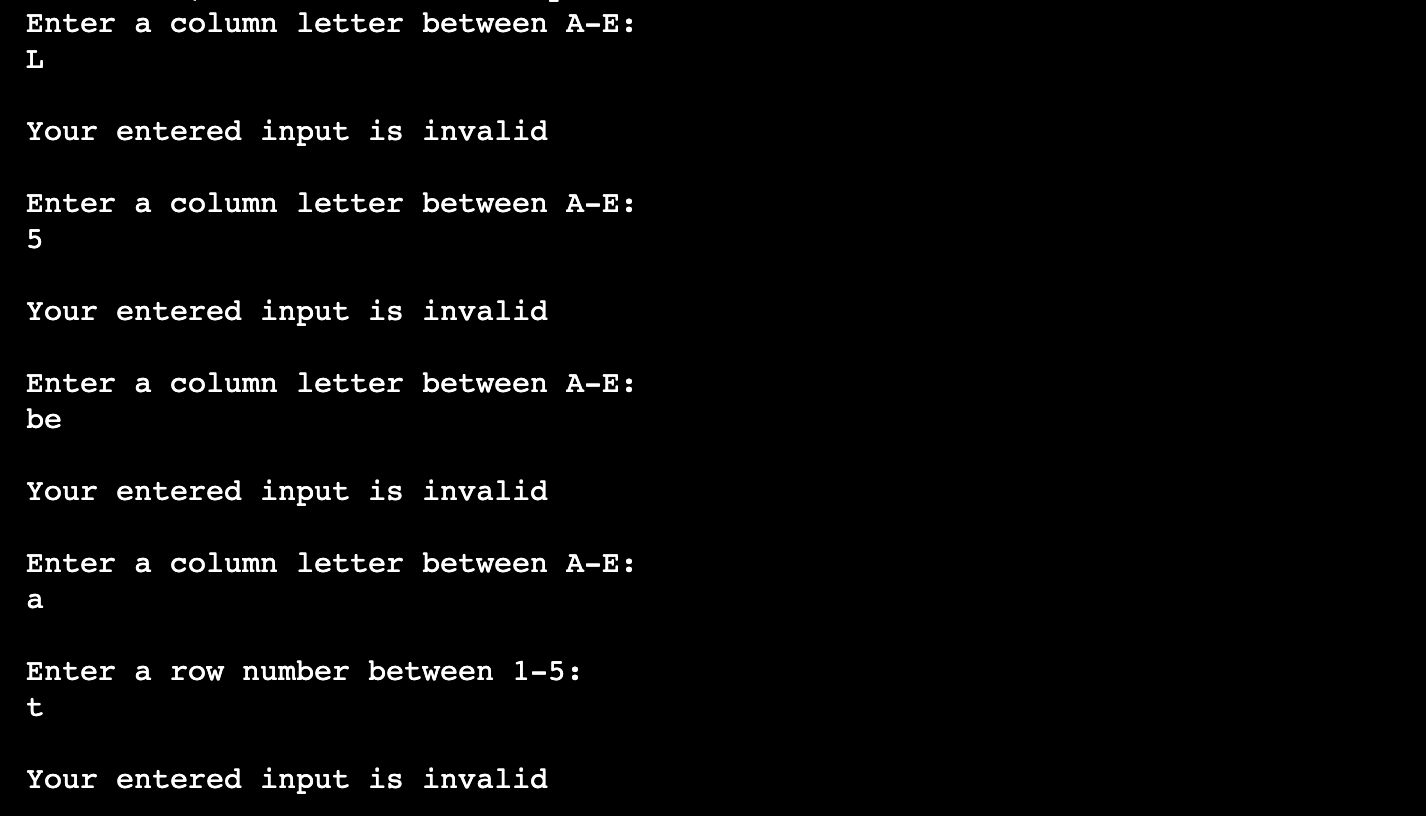 Enter a column letter between A-E:
L
Your entered input is invalid
Enter a column letter between A-E:
5
Your entered input is invalid
Enter a column letter between A-E:
be
Your entered input is invalid
Enter a column letter between A-E:
a
Enter a row number between 1-5:
t
Your entered input is invalid